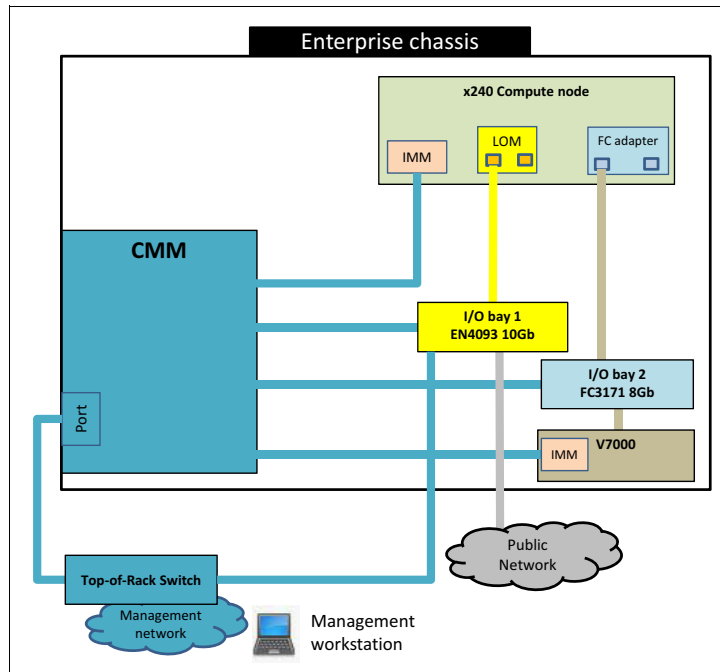 Enterprise chassis
x240 Compute node
IMM
LOM
FC adapter
CMM
I/O bay 1
EN4093 10Gb
I/O bay 2
FC3171 8Gb
Port
V7000
IMM
Public
Network
Top-of-Rack Switch
Management
network
Management
workstation